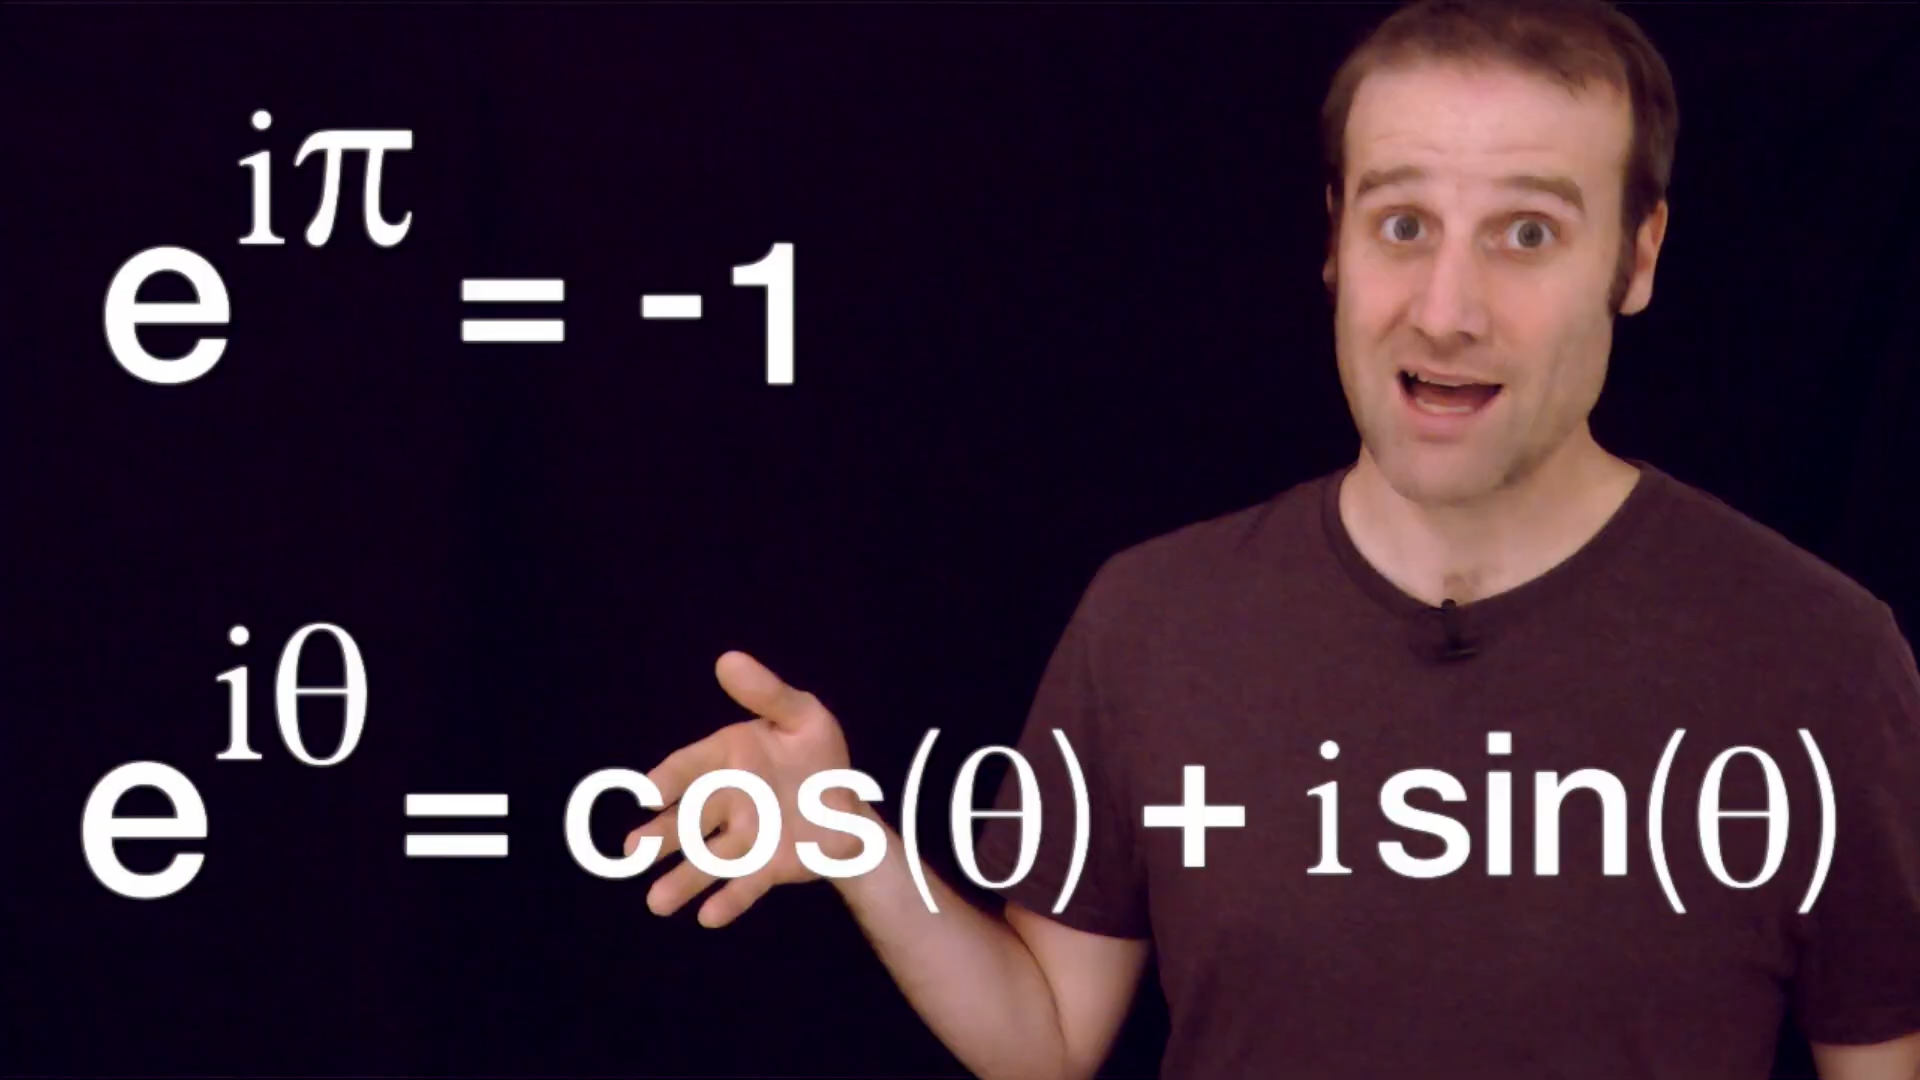 e^{iπ} = -1
e^{iθ} = cos(θ) + i sin(θ)